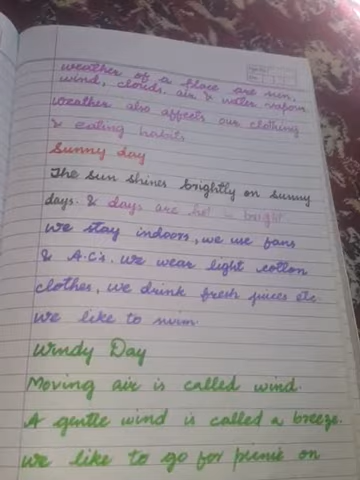 weather of a place are sun,
wind, clouds, air & water vapour
weather also affects our clothing
& eating habits
Sunny day
The sun shines brightly on sunny
days. & days are hot & bright
We stay indoors, we use fans
& A.C's. We wear light cotton
clothes, we drink fresh juices etc
We like to swim.
Windy Day
Moving air is called wind.
A gentle wind is called a breeze.
We like to go for picnic on